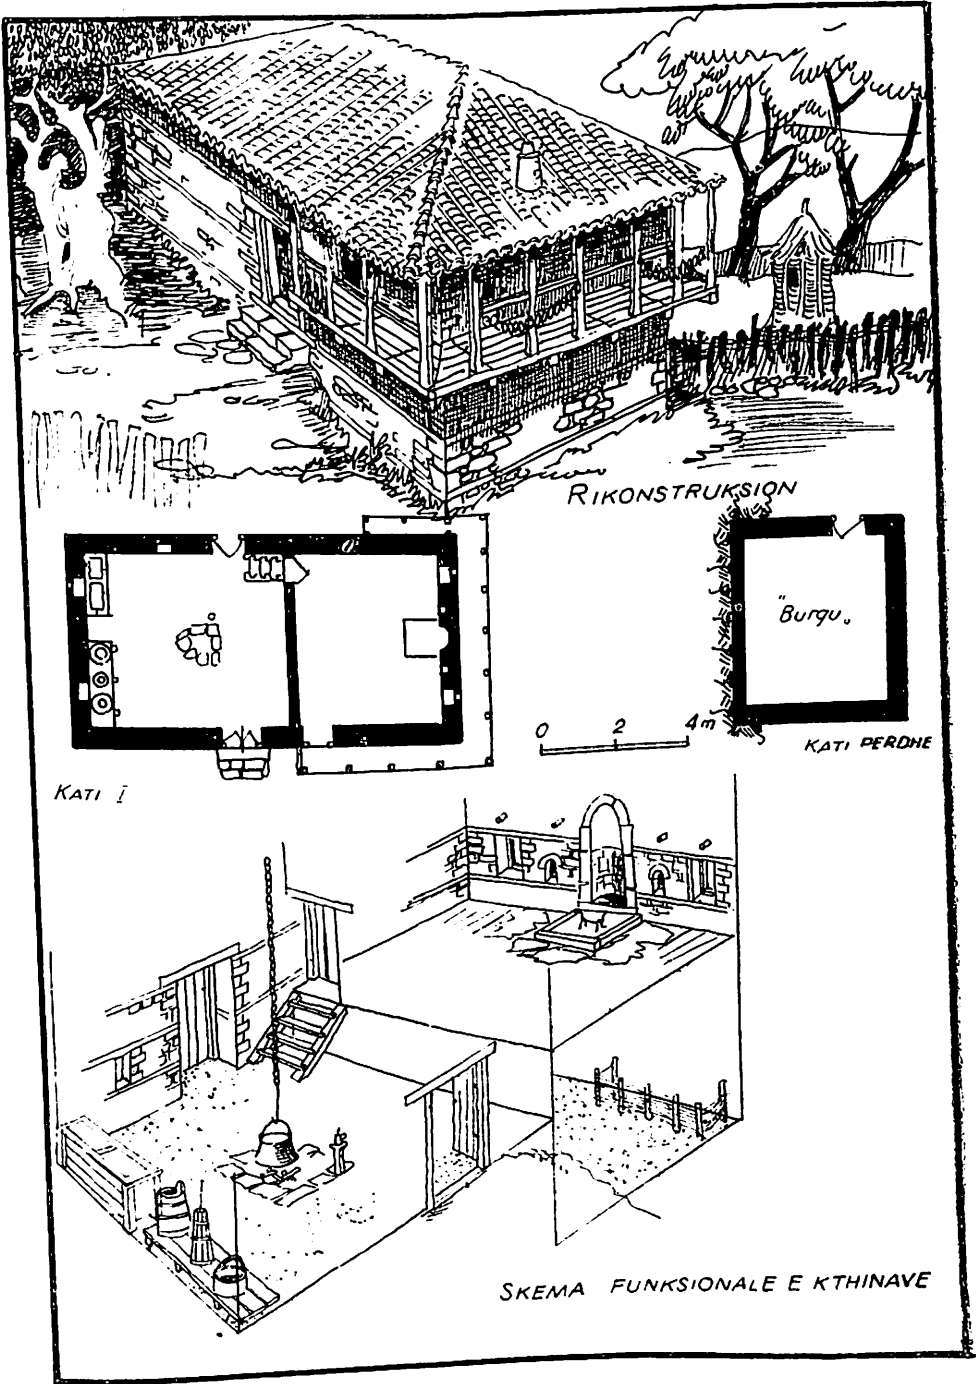 RIKONSTRUKSION
"Burgu„
0 2 4m
KATI PERDHE
KATI I
SKEMA FUNKSIONALE E KTHINAVE